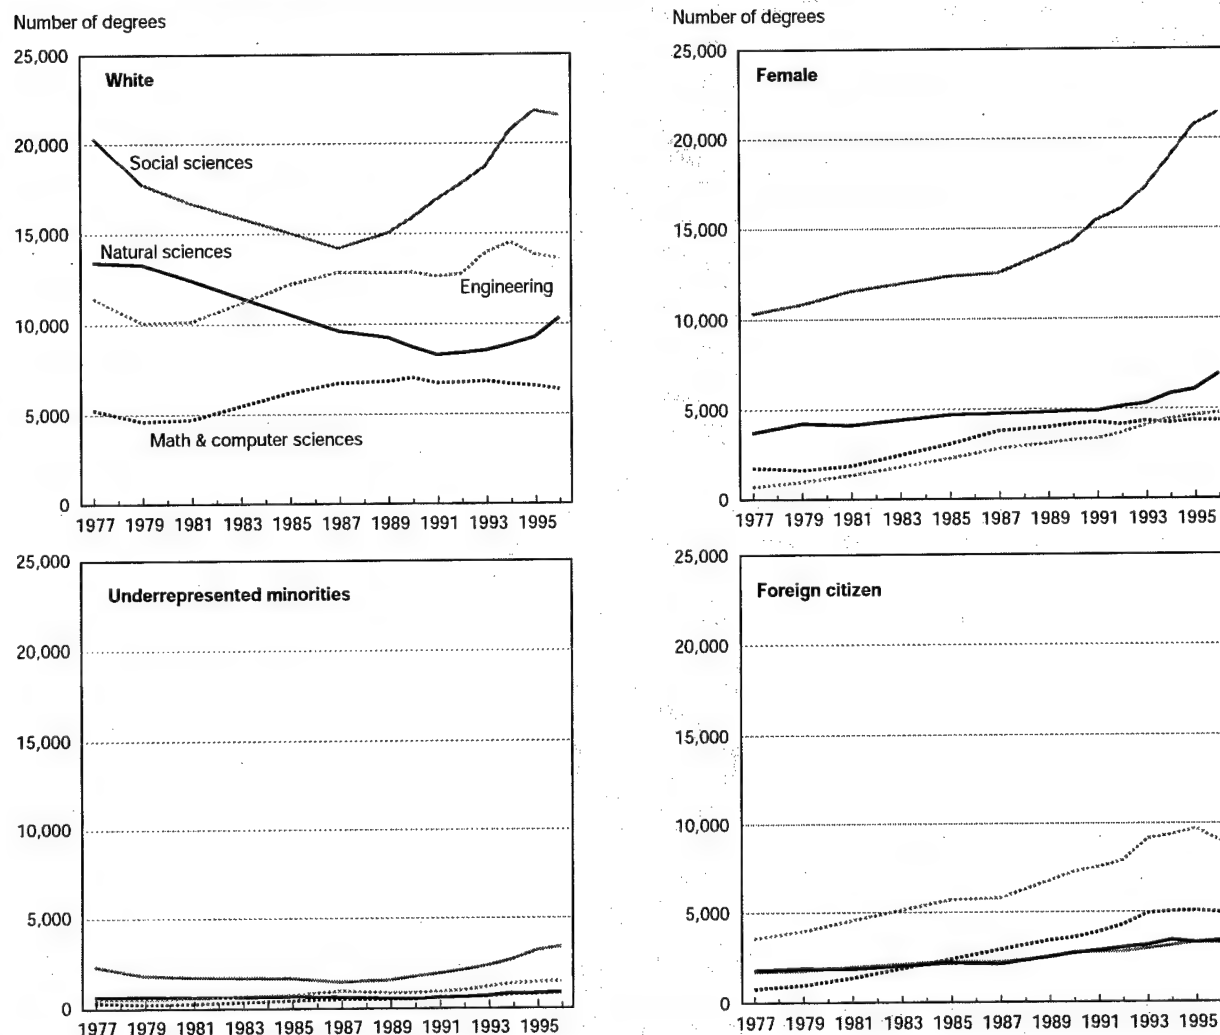 Number of degrees
25,000
White
20,000
Social sciences
15,000
Natural sciences
Engineering
10,000
5,000
Math & computer sciences
0
1977 1979 1981 1983 1985 1987 1989 1991 1993 1995
Number of degrees
25,000
Female
20,000
15,000
10,000
5,000
0
1977 1979 1981 1983 1985 1987 1989 1991 1993 1995
25,000
Underrepresented minorities
20,000
15,000
10,000
5,000
0
1977 1979 1981 1983 1985 1987 1989 1991 1993 1995
25,000
Foreign citizen
20,000
15,000
10,000
5,000
0
1977 1979 1981 1983 1985 1987 1989 1991 1993 1995